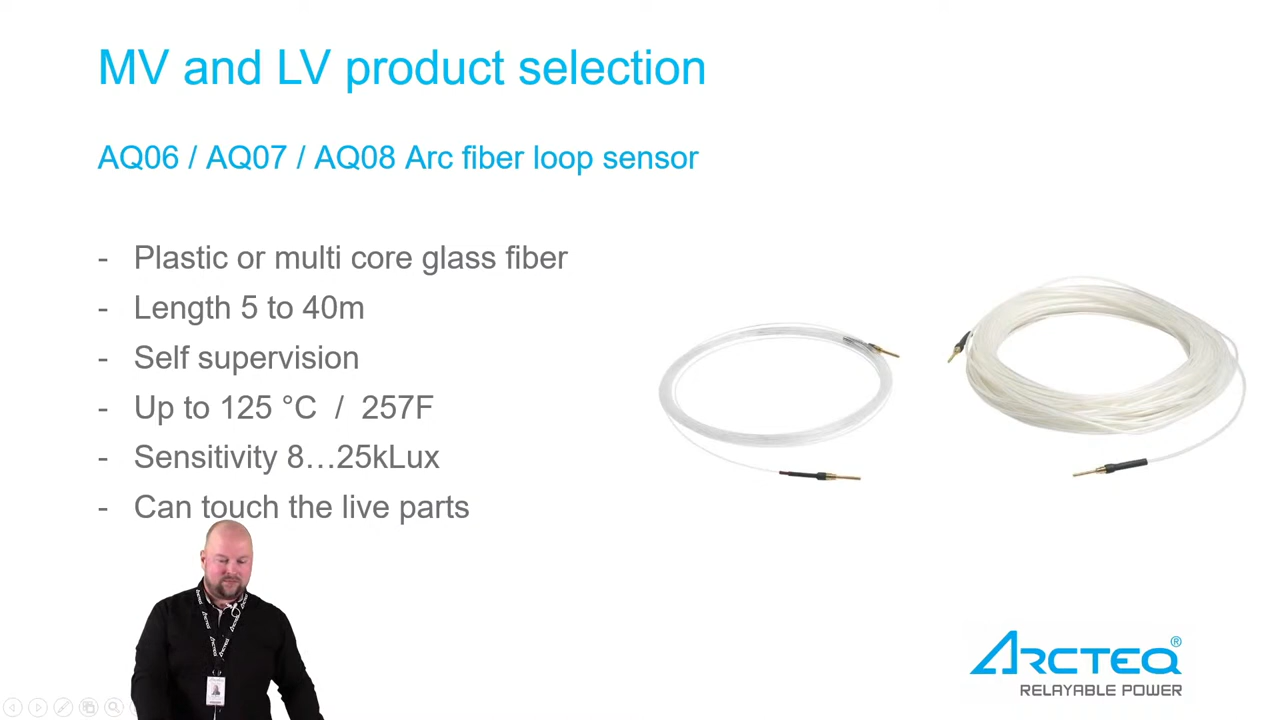 MV and LV product selection
AQ06 / AQ07 / AQ08 Arc fiber loop sensor
- Plastic or multi core glass fiber
- Length 5 to 40m
- Self supervision
- Up to 125 °C / 257F
- Sensitivity 8…25kLux
- Can touch the live parts
ARCTEQ®
RELAYABLE POWER